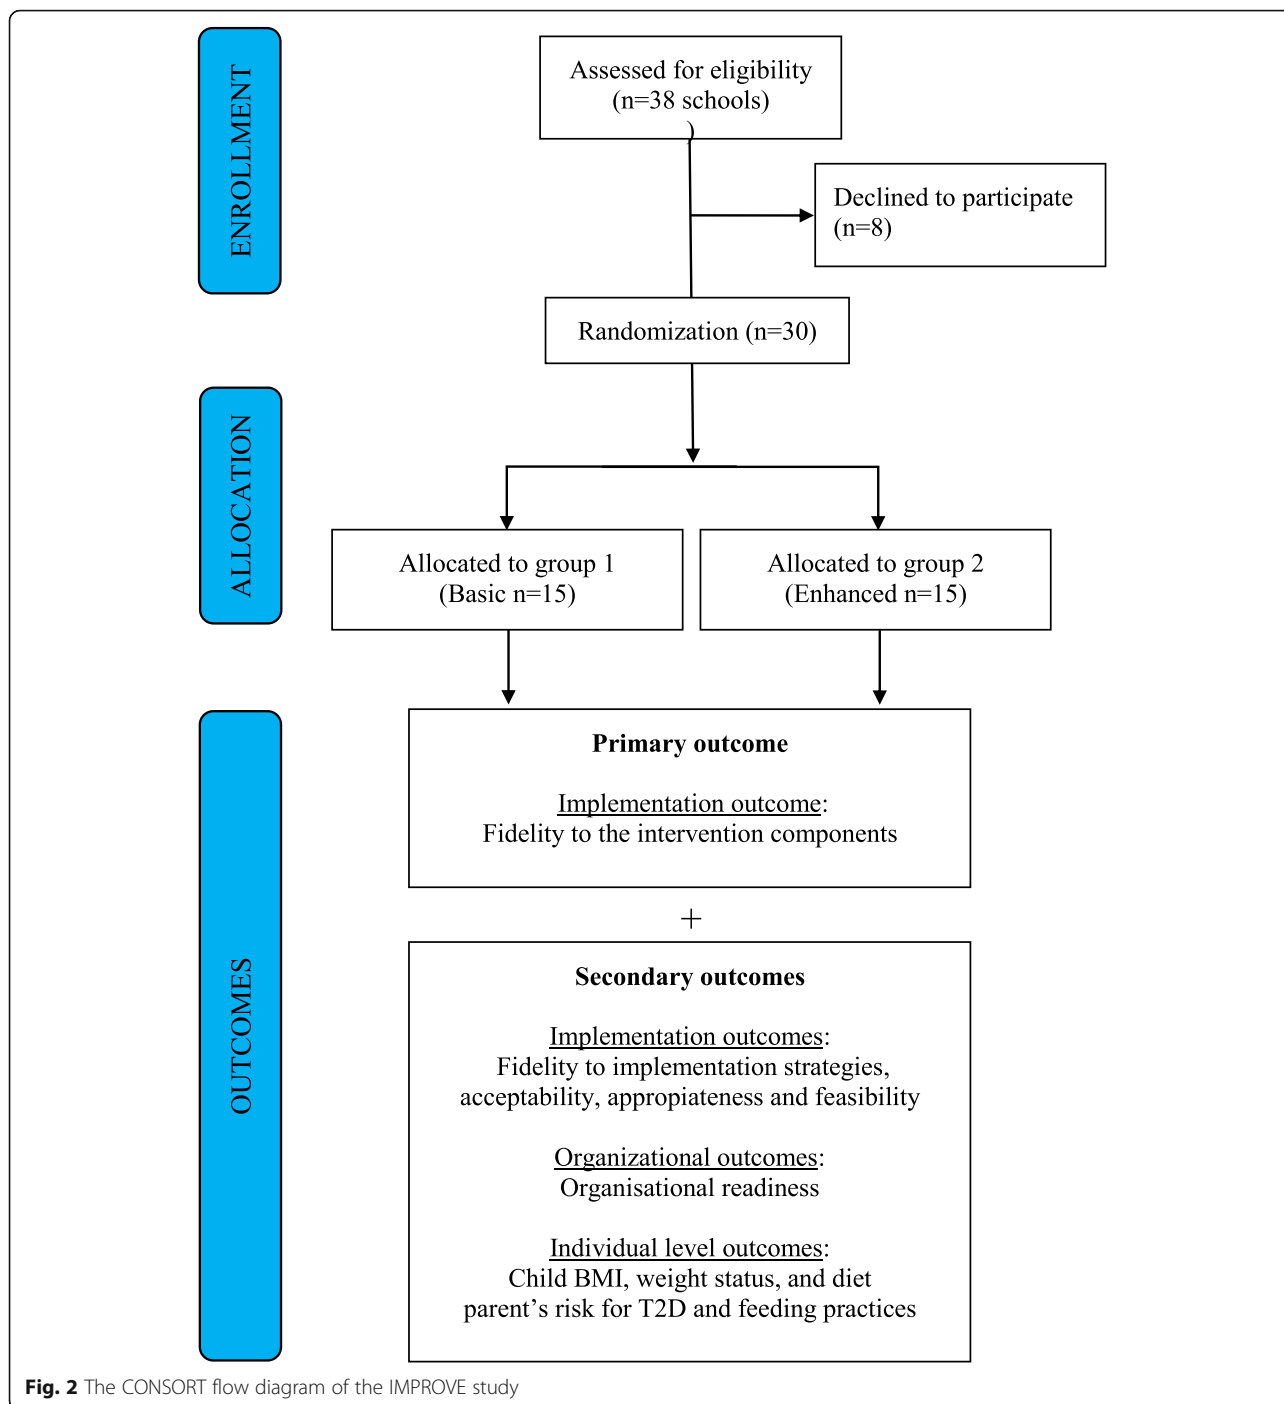 ENROLLMENT
Assessed for eligibility
(n=38 schools)
)
Declined to participate
(n=8)
Randomization (n=30)
ALLOCATION
Allocated to group 1
(Basic n=15)
Allocated to group 2
(Enhanced n=15)
OUTCOMES
Primary outcome
Implementation outcome:
Fidelity to the intervention components
+
Secondary outcomes
Implementation outcomes:
Fidelity to implementation strategies,
acceptability, appropiateness and feasibility
Organizational outcomes:
Organisational readiness
Individual level outcomes:
Child BMI, weight status, and diet
parent’s risk for T2D and feeding practices
Fig. 2 The CONSORT flow diagram of the IMPROVE study